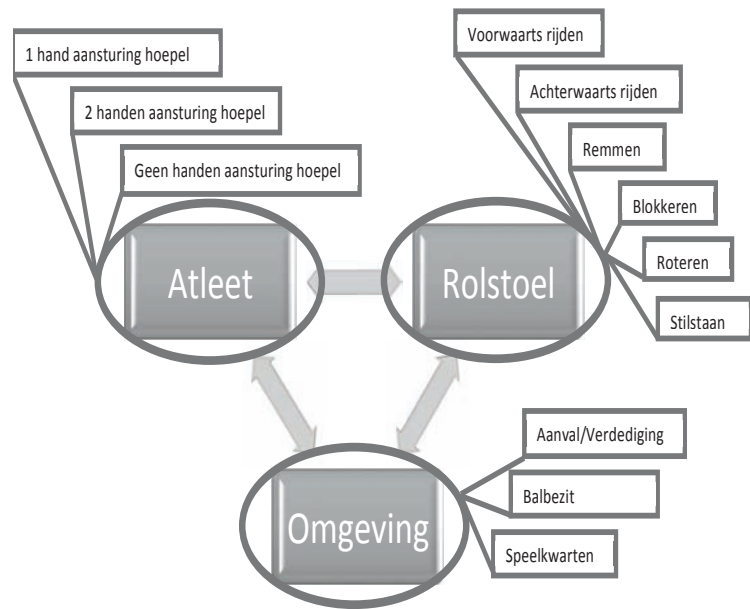 1 hand aansturing hoepel
2 handen aansturing hoepel
Geen handen aansturing hoepel
Atleet
Voorwaarts rijden
Achterwaarts rijden
Remmen
Blokkeren
Roteren
Stilstaan
Rolstoel
Aanval/Verdediging
Balbezit
Speelkwarten
Omgeving